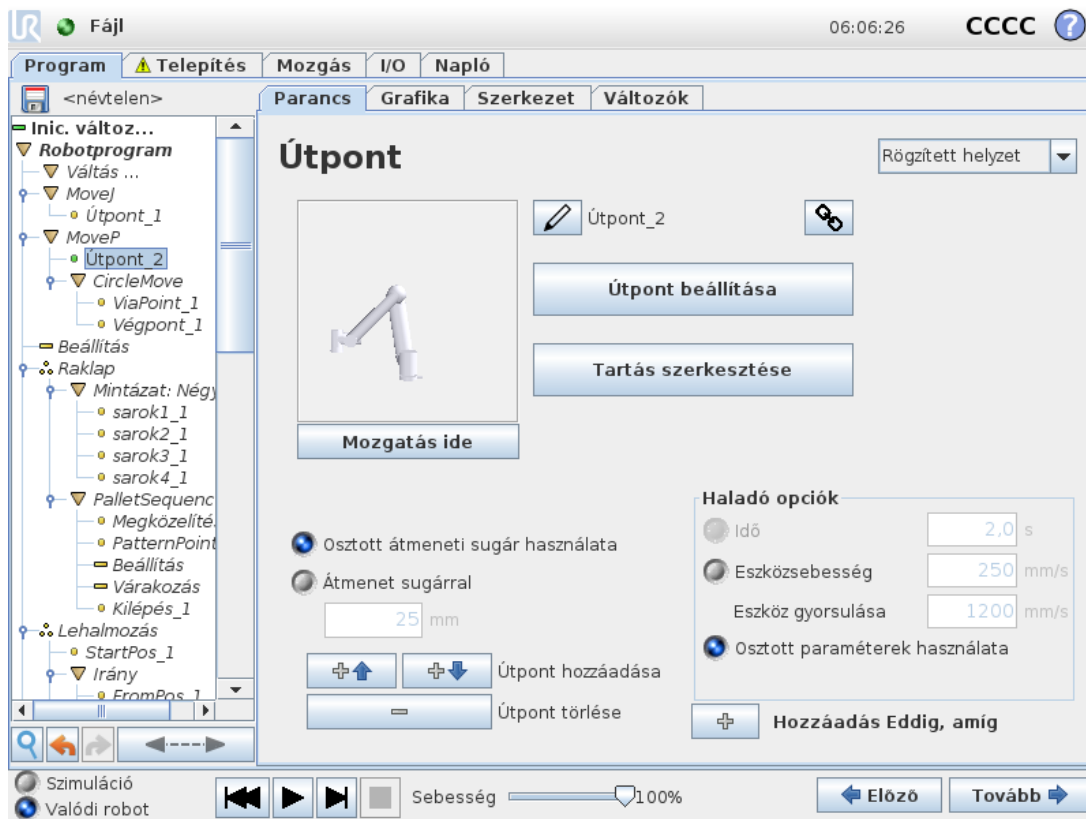 Fájl
06:06:26
CCCC
?
Program
Telepítés
Mozgás
I/O
Napló
<névtelen>
Parancs
Grafika
Szerkezet
Változók
Inic. változ...
Robotprogram
Váltás ...
MoveJ
Útpont_1
MoveP
Útpont_2
CircleMove
ViaPoint_1
Végpont_1
Beállítás
Raklap
Mintázat: Négy
sarok1_1
sarok2_1
sarok3_1
sarok4_1
PalletSequenc
Megközelítés
PatternPoint
Beállítás
Várakozás
Kilépés_1
Lehalmozás
StartPos_1
Irány
FromPos_1
Útpont
Rögzített helyzet
Útpont_2
Útpont beállítása
Tartás szerkesztése
Mozgatás ide
Osztott átmeneti sugár használata
Átmenet sugárral
25 mm
Útpont hozzáadása
Útpont törlése
Haladó opciók
Idő 2,0 s
Eszközsebesség 250 mm/s
Eszköz gyorsulása 1200 mm/s
Osztott paraméterek használata
Hozzáadás Eddig, amíg
Szimuláció
Valódi robot
Sebesség 100%
Előző
Tovább